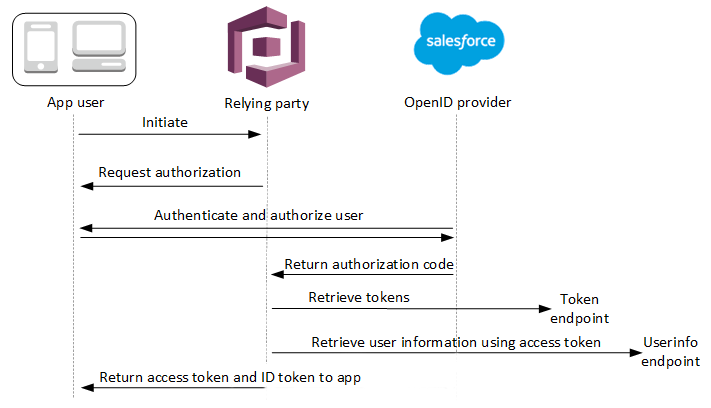 salesforce
App user
Relying party
OpenID provider
Initiate
Request authorization
Authenticate and authorize user
Return authorization code
Retrieve tokens
Token
endpoint
Retrieve user information using access token
Userinfo
endpoint
Return access token and ID token to app